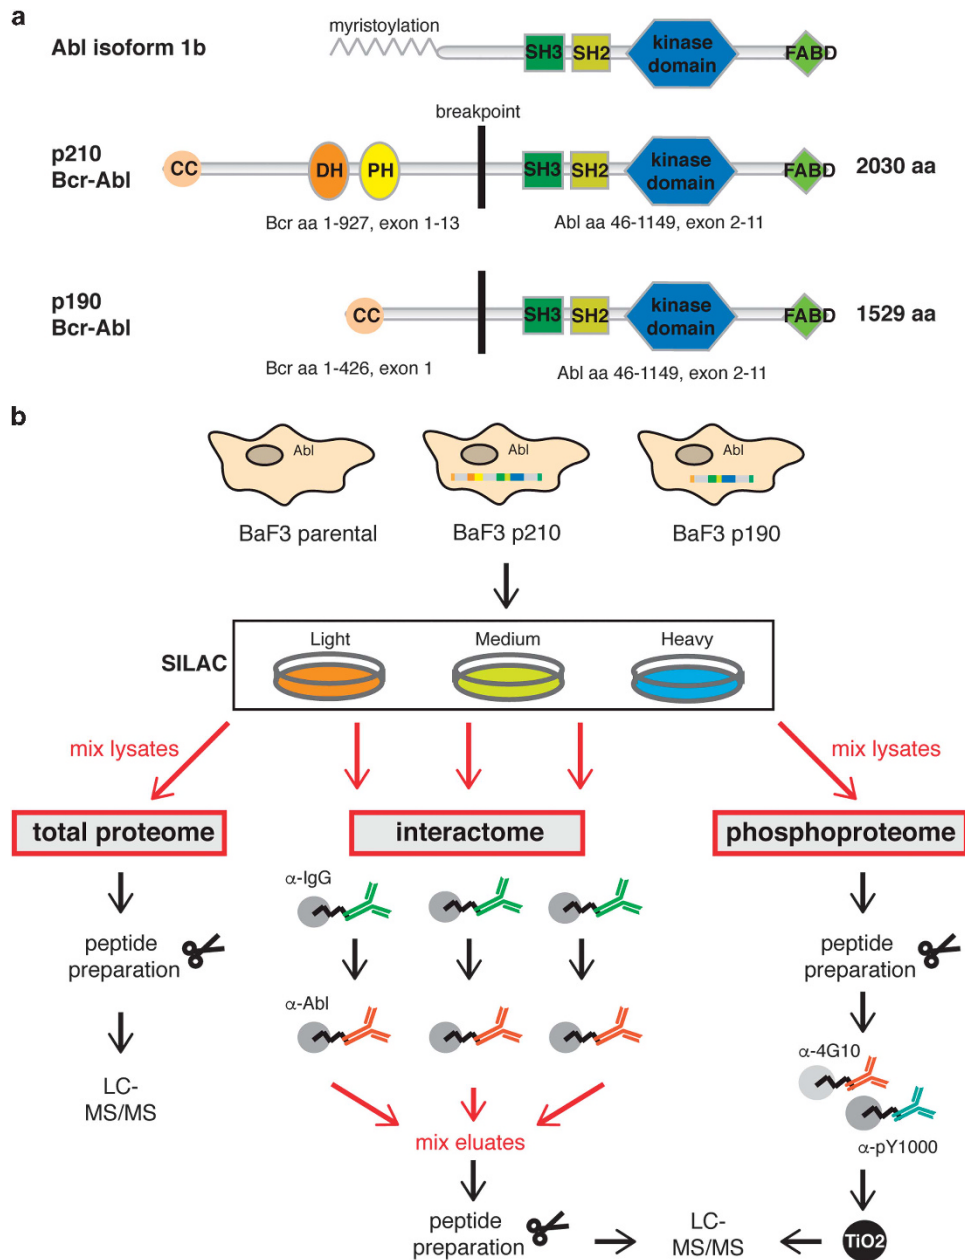 a
myristoylation
Abl isoform 1b
SH3
SH2
kinase
domain
FABD
breakpoint
p210
Bcr-Abl
CC
DH
PH
SH3
SH2
kinase
domain
FABD
2030 aa
Bcr aa 1-927, exon 1-13
Abl aa 46-1149, exon 2-11
p190
Bcr-Abl
CC
SH3
SH2
kinase
domain
FABD
1529 aa
Bcr aa 1-426, exon 1
Abl aa 46-1149, exon 2-11
b
Abl
Abl
Abl
BaF3 parental
BaF3 p210
BaF3 p190
SILAC
Light
Medium
Heavy
mix lysates
mix lysates
total proteome
interactome
phosphoproteome
α-IgG
peptide
preparation
peptide
preparation
α-Abl
LC-
MS/MS
α-4G10
α-pY1000
mix eluates
peptide
preparation
LC-
MS/MS
TiO2